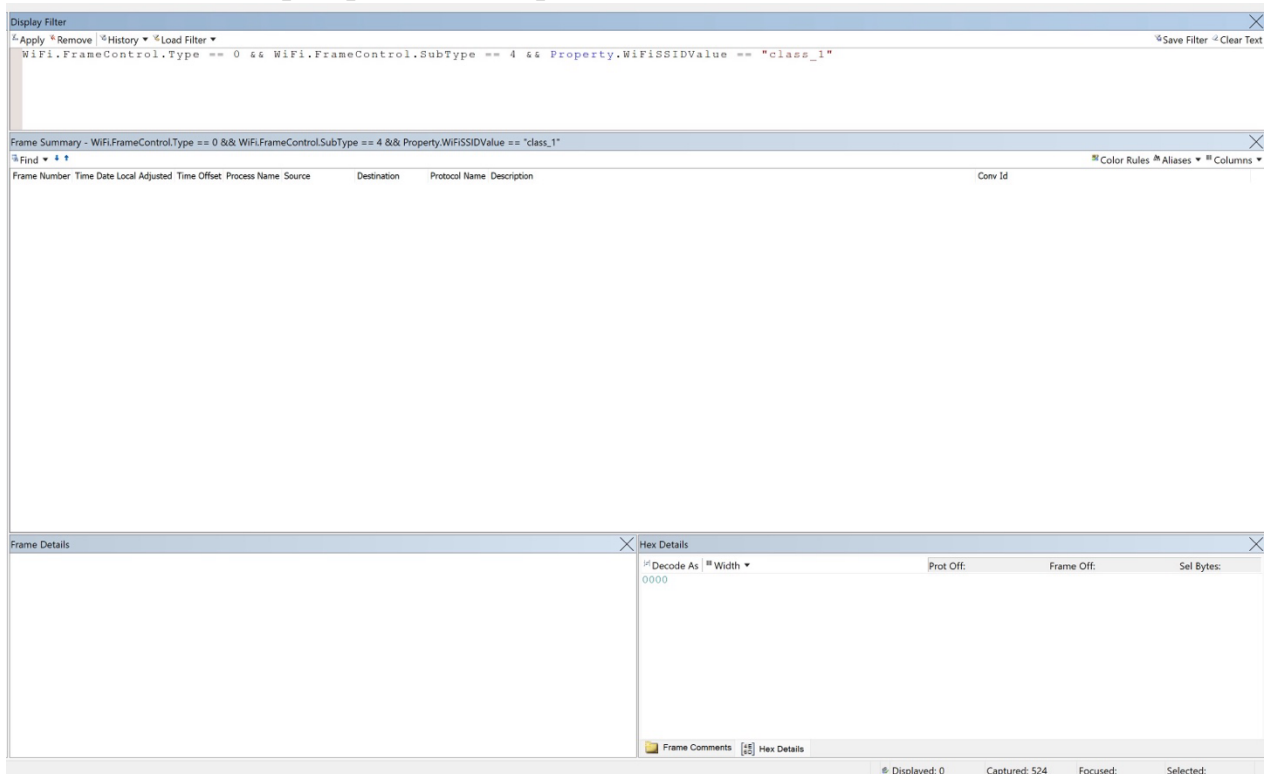 Display Filter
Apply Remove History Load Filter Save Filter Clear Text
WiFi.FrameControl.Type == 0 && WiFi.FrameControl.SubType == 4 && Property.WiFiSSIDValue == "class_1"
Frame Summary - WiFi.FrameControl.Type == 0 && WiFi.FrameControl.SubType == 4 && Property.WiFiSSIDValue == "class_1"
Find Color Rules Aliases Columns
Frame Number Time Date Local Adjusted Time Offset Process Name Source Destination Protocol Name Description Conv Id
Frame Details
Hex Details
Decode As Width Prot Off: Frame Off: Sel Bytes:
0000
Frame Comments Hex Details
Displayed: 0 Captured: 524 Focused: Selected: